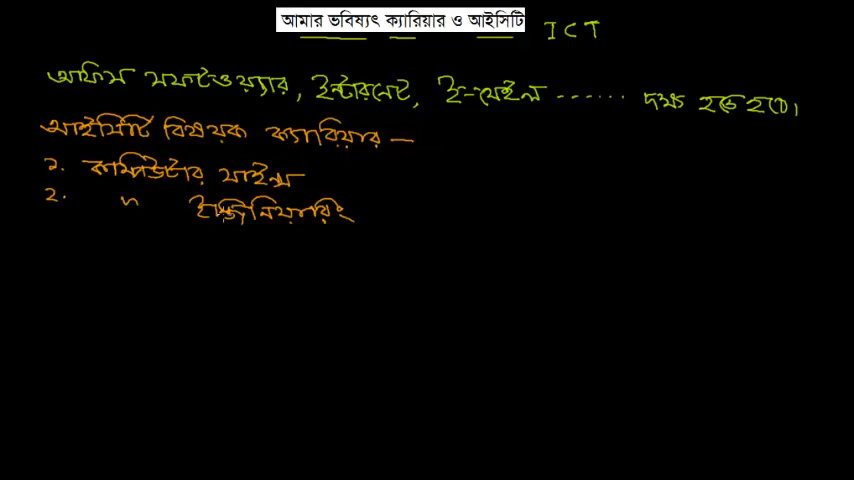 আমার ভবিষ্যৎ ক্যারিয়ার ও আইসিটি ICT
অফিস সফটওয়্যার, ইন্টারনেট, ই-মেইল ...... দক্ষ হতে হবে।
আইসিটি বিষয়ক ক্যারিয়ার —
১. কম্পিউটার সাইন্স
২. " ইঞ্জিনিয়ারিং